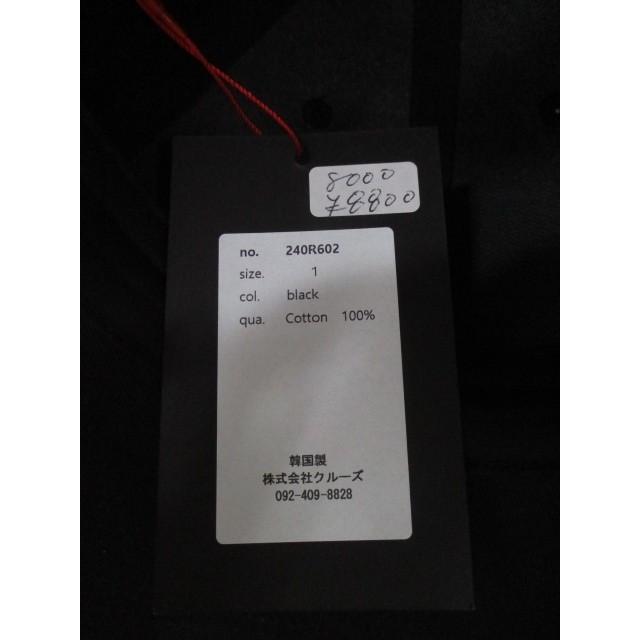 8000
¥8800
no. 240R602
size. 1
col. black
qua. Cotton 100%
韓国製
株式会社クルーズ
092-409-8828